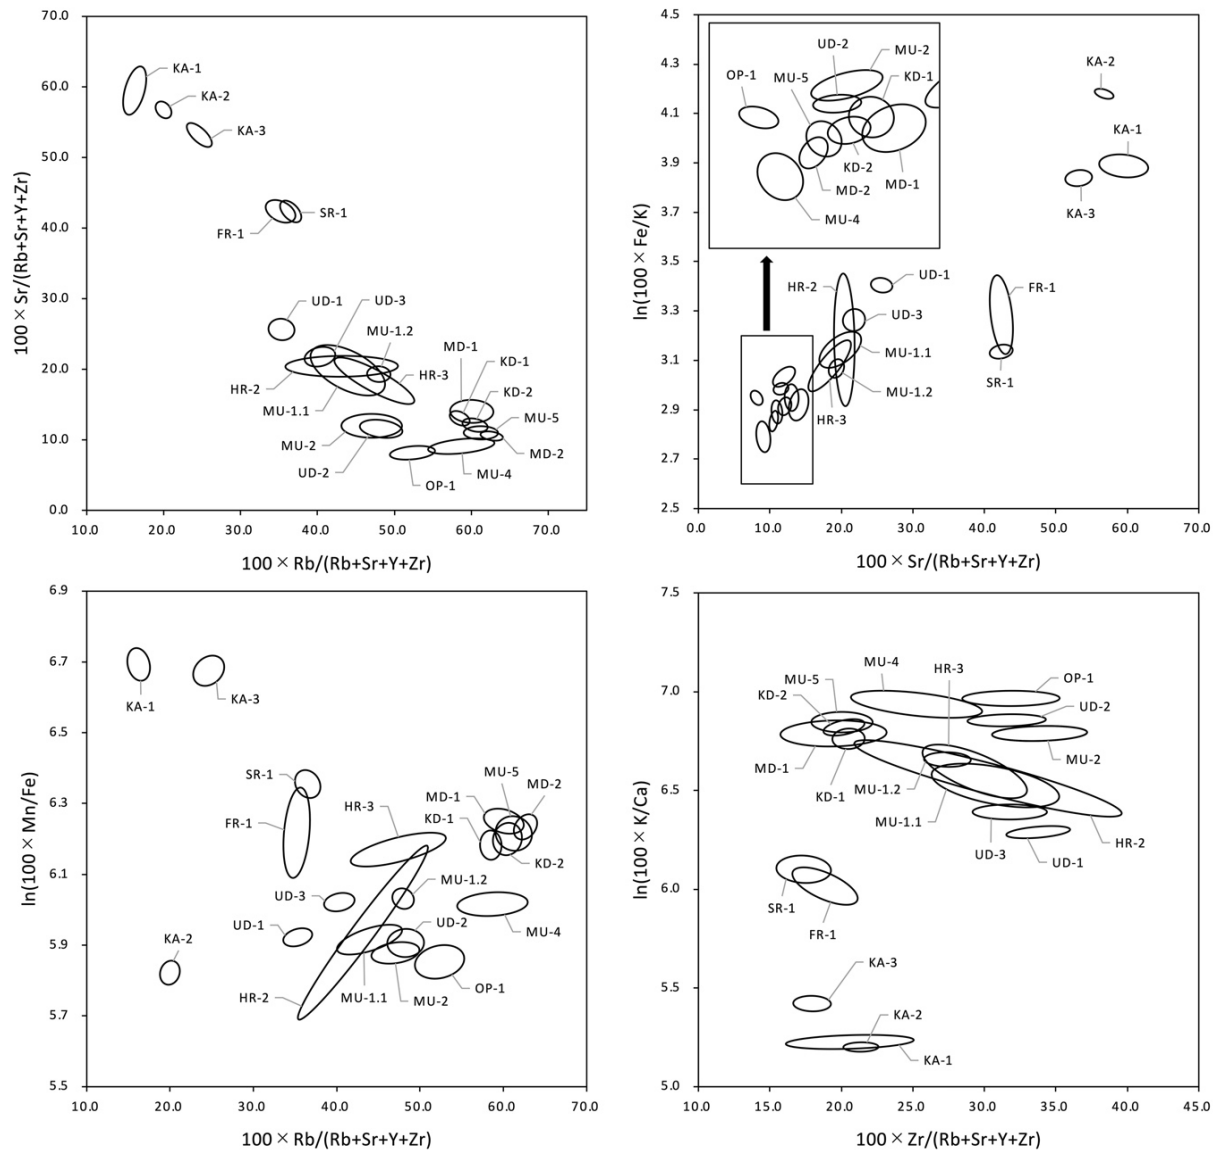 70.0
60.0
50.0
40.0
30.0
20.0
10.0
0.0
100 × Sr/(Rb+Sr+Y+Zr)
KA-1
KA-2
KA-3
SR-1
FR-1
UD-1
UD-3
MU-1.2
MD-1
KD-1
HR-2
HR-3
KD-2
MU-1.1
MU-5
MU-2
MD-2
UD-2
MU-4
OP-1
10.0 20.0 30.0 40.0 50.0 60.0 70.0
100 × Rb/(Rb+Sr+Y+Zr)
4.5
4.3
4.1
3.9
3.7
3.5
3.3
3.1
2.9
2.7
2.5
ln(100 × Fe/K)
UD-2
MU-2
OP-1
MU-5
KD-1
KD-2
MD-2
MD-1
MU-4
KA-2
KA-1
KA-3
HR-2
UD-1
FR-1
UD-3
MU-1.1
SR-1
MU-1.2
HR-3
0.0 10.0 20.0 30.0 40.0 50.0 60.0 70.0
100 × Sr/(Rb+Sr+Y+Zr)
6.9
6.7
6.5
6.3
6.1
5.9
5.7
5.5
ln(100 × Mn/Fe)
KA-1
KA-3
SR-1
MU-5
MD-2
HR-3
MD-1
FR-1
KD-1
KD-2
MU-1.2
UD-3
UD-1
UD-2
MU-4
KA-2
HR-2
MU-1.1
MU-2
OP-1
10.0 20.0 30.0 40.0 50.0 60.0 70.0
100 × Rb/(Rb+Sr+Y+Zr)
7.5
7.0
6.5
6.0
5.5
5.0
ln(100 × K/Ca)
MU-4
HR-3
MU-5
OP-1
KD-2
UD-2
MU-2
MD-1
KD-1
MU-1.2
MU-1.1
HR-2
UD-3
UD-1
SR-1
FR-1
KA-3
KA-2
KA-1
10.0 15.0 20.0 25.0 30.0 35.0 40.0 45.0
100 × Zr/(Rb+Sr+Y+Zr)